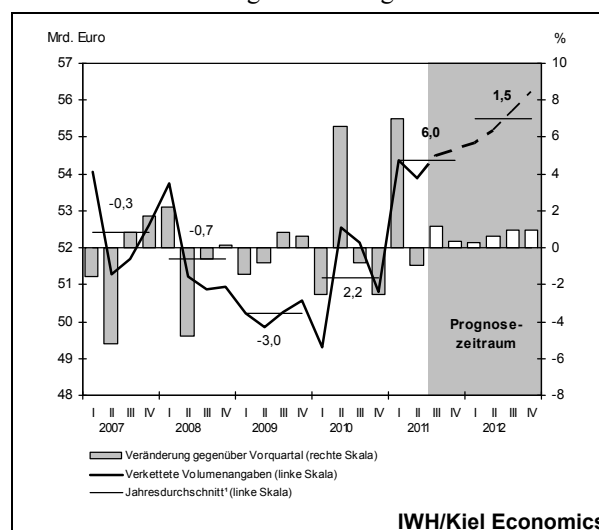 Mrd. Euro %
57 10
56 8
55 6
54 4
53 2
52 0
51 -2
50 -4
49 -6
48 -8
-0,3
-0,7
-3,0
2,2
6,0
1,5
Prognose-
zeitraum
I II III IV I II III IV I II III IV I II III IV I II III IV I II III IV
2007 2008 2009 2010 2011 2012
Veränderung gegenüber Vorquartal (rechte Skala)
Verkettete Volumenangaben (linke Skala)
Jahresdurchschnitt¹ (linke Skala)
IWH/Kiel Economics